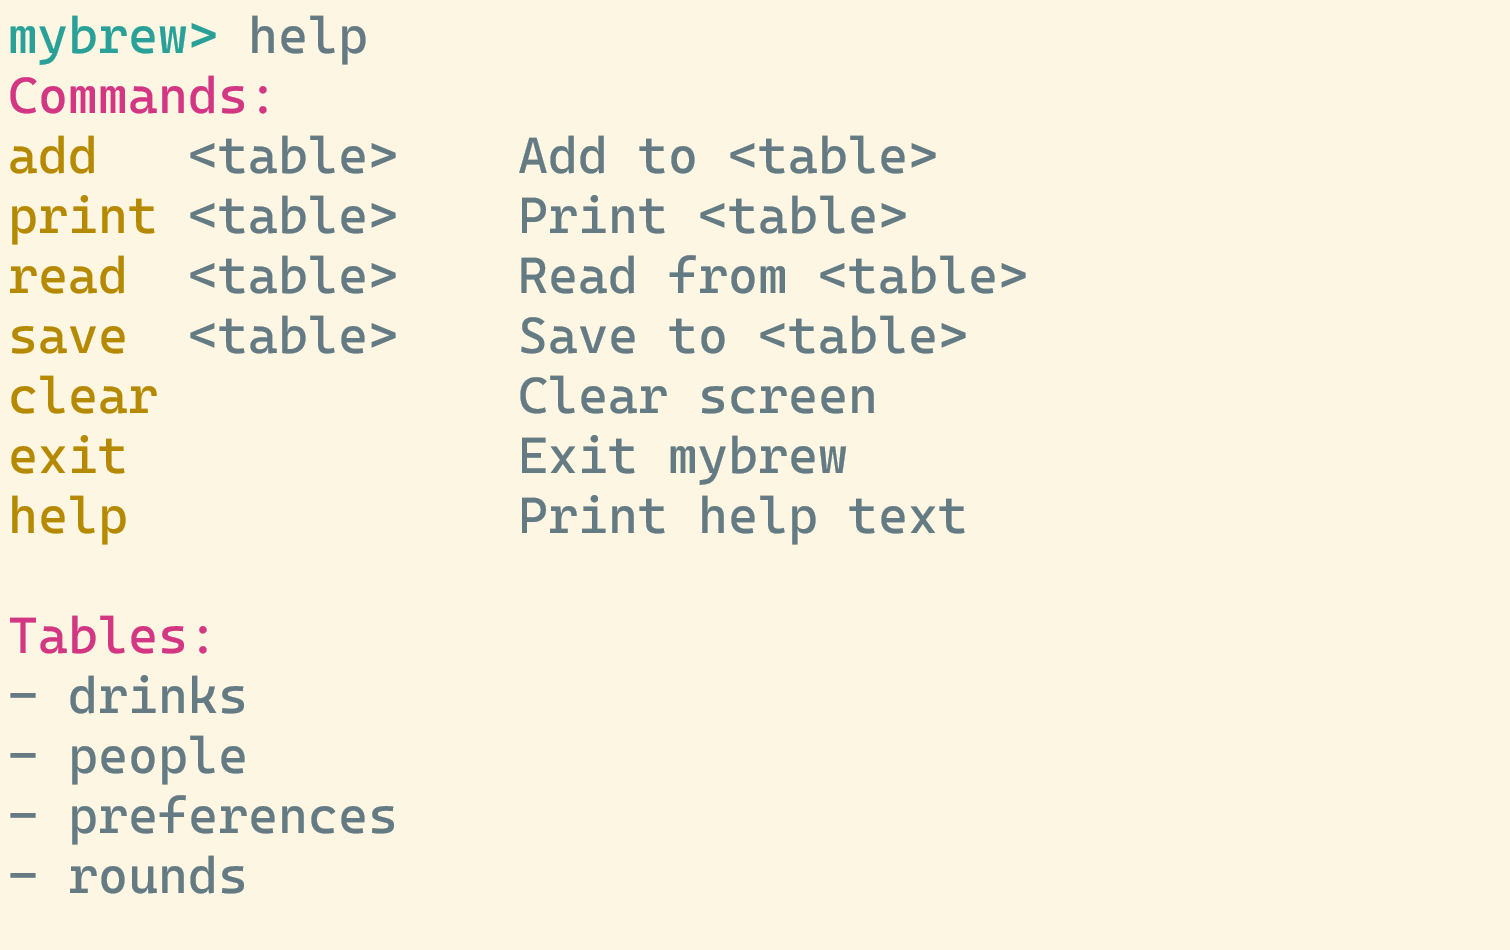 mybrew> help
Commands:
add   <table>    Add to <table>
print <table>    Print <table>
read  <table>    Read from <table>
save  <table>    Save to <table>
clear            Clear screen
exit             Exit mybrew
help             Print help text

Tables:
- drinks
- people
- preferences
- rounds